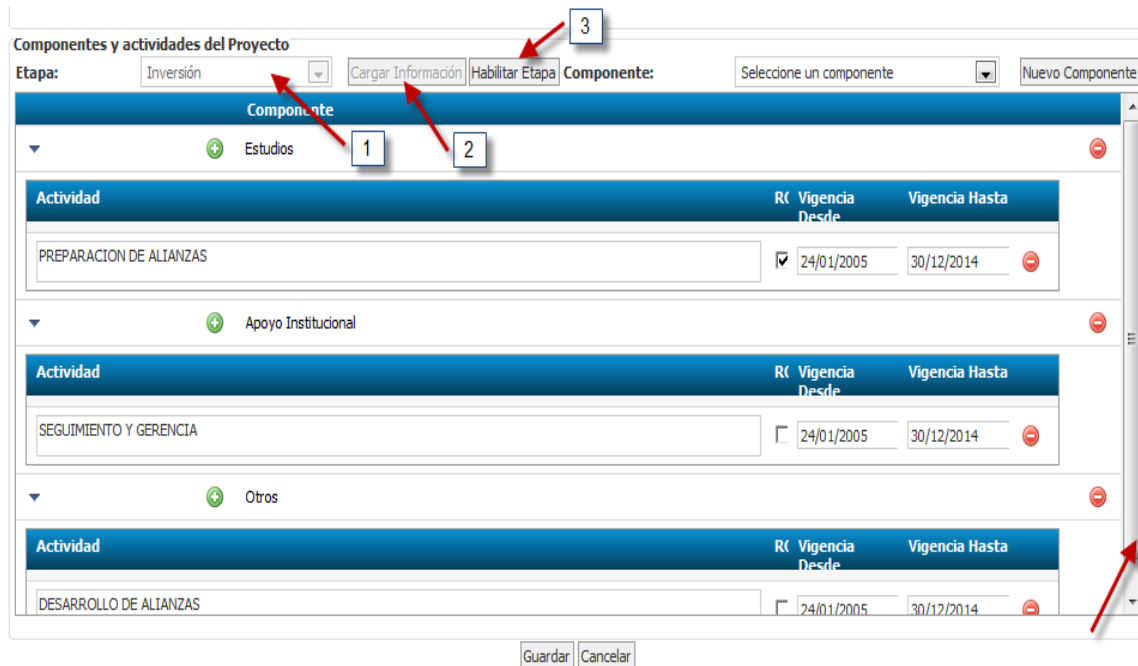 3
Componentes y actividades del Proyecto
Etapa: Inversión Cargar Información Habilitar Etapa Componente: Seleccione un componente Nuevo Componente
Componente
1 2
Estudios
Actividad R( Vigencia Desde Vigencia Hasta
PREPARACION DE ALIANZAS 24/01/2005 30/12/2014
Apoyo Institucional
Actividad R( Vigencia Desde Vigencia Hasta
SEGUIMIENTO Y GERENCIA 24/01/2005 30/12/2014
Otros
Actividad R( Vigencia Desde Vigencia Hasta
DESARROLLO DE ALIANZAS 24/01/2005 30/12/2014
Guardar Cancelar